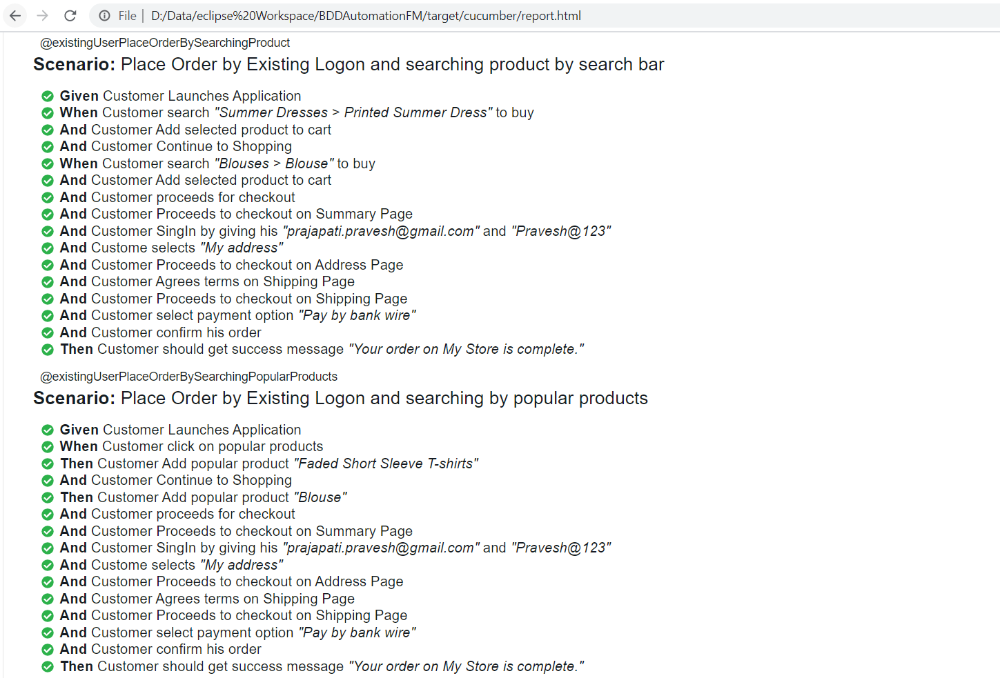 File | D:/Data/eclipse%20Workspace/BDDAutomationFM/target/cucumber/report.html
@existingUserPlaceOrderBySearchingProduct
Scenario: Place Order by Existing Logon and searching product by search bar
Given Customer Launches Application
When Customer search "Summer Dresses > Printed Summer Dress" to buy
And Customer Add selected product to cart
And Customer Continue to Shopping
When Customer search "Blouses > Blouse" to buy
And Customer Add selected product to cart
And Customer proceeds for checkout
And Customer Proceeds to checkout on Summary Page
And Customer SingIn by giving his "prajapati.pravesh@gmail.com" and "Pravesh@123"
And Custome selects "My address"
And Customer Proceeds to checkout on Address Page
And Customer Agrees terms on Shipping Page
And Customer Proceeds to checkout on Shipping Page
And Customer select payment option "Pay by bank wire"
And Customer confirm his order
Then Customer should get success message "Your order on My Store is complete."
@existingUserPlaceOrderBySearchingPopularProducts
Scenario: Place Order by Existing Logon and searching by popular products
Given Customer Launches Application
When Customer click on popular products
Then Customer Add popular product "Faded Short Sleeve T-shirts"
And Customer Continue to Shopping
Then Customer Add popular product "Blouse"
And Customer proceeds for checkout
And Customer Proceeds to checkout on Summary Page
And Customer SingIn by giving his "prajapati.pravesh@gmail.com" and "Pravesh@123"
And Custome selects "My address"
And Customer Proceeds to checkout on Address Page
And Customer Agrees terms on Shipping Page
And Customer Proceeds to checkout on Shipping Page
And Customer select payment option "Pay by bank wire"
And Customer confirm his order
Then Customer should get success message "Your order on My Store is complete."